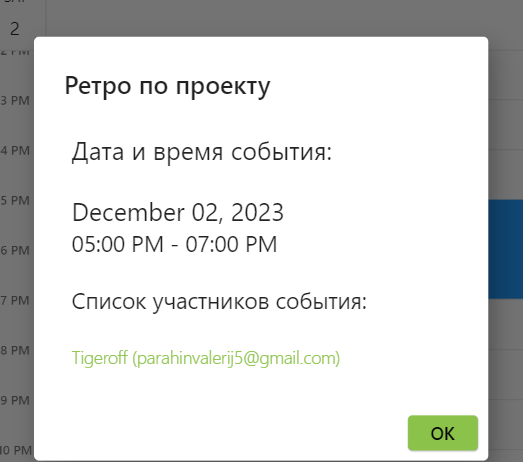 2
2 PM
3 PM
4 PM
5 PM
6 PM
7 PM
8 PM
9 PM
10 PM
Ретро по проекту
Дата и время события:
December 02, 2023
05:00 PM - 07:00 PM
Список участников события:
Tigeroff (parahinvalerij5@gmail.com)
OK